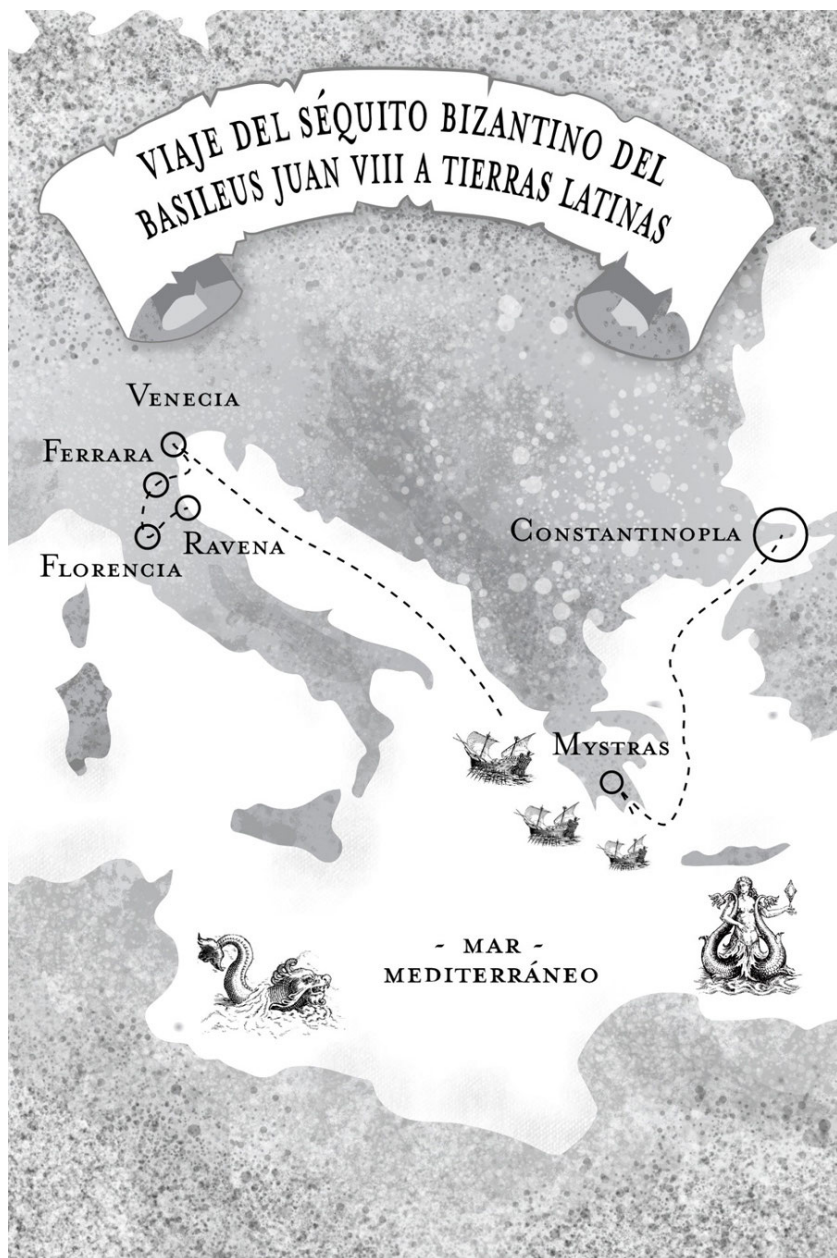 VIAJE DEL SÉQUITO BIZANTINO DEL
BASILEUS JUAN VIII A TIERRAS LATINAS
VENECIA
FERRARA
RAVENA
FLORENCIA
CONSTANTINOPLA
MYSTRAS
- MAR -
MEDITERRÁNEO